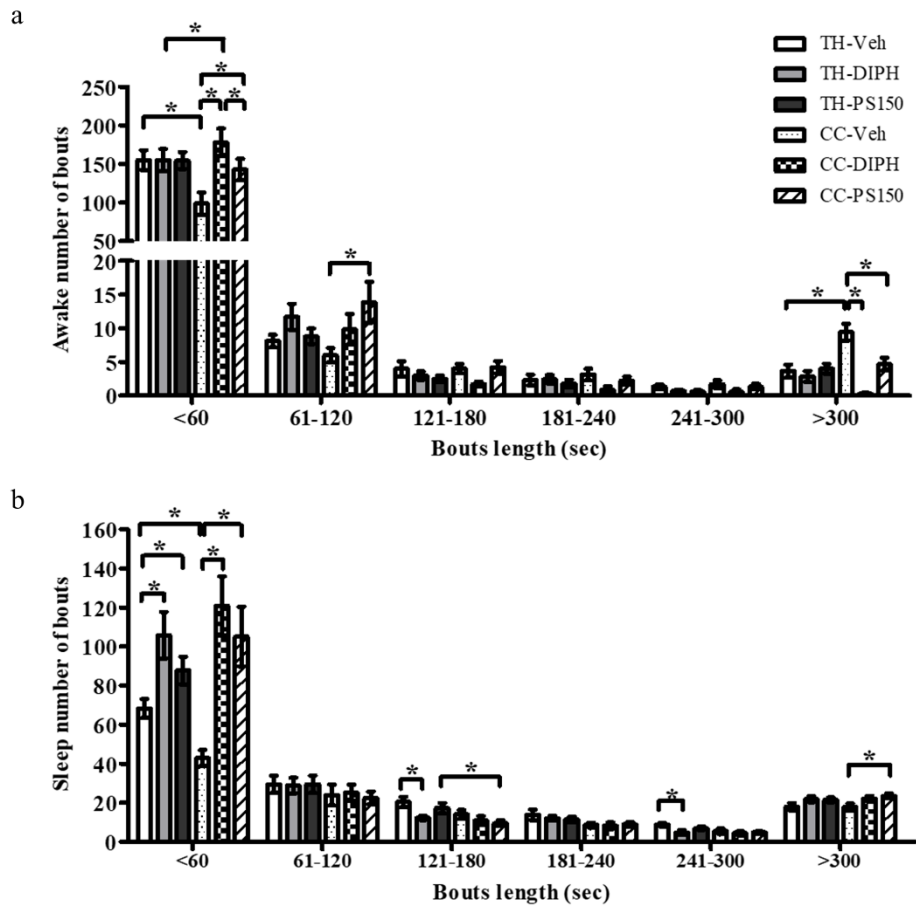 a
TH-Veh
TH-DIPH
TH-PS150
CC-Veh
CC-DIPH
CC-PS150
*
*
*
*
*
*
*
*
*
250
200
150
100
50
20
15
10
5
0
Awake number of bouts
<60 61-120 121-180 181-240 241-300 >300
Bouts length (sec)
b
*
*
*
*
*
*
*
*
*
160
140
120
100
80
60
40
20
0
Sleep number of bouts
<60 61-120 121-180 181-240 241-300 >300
Bouts length (sec)